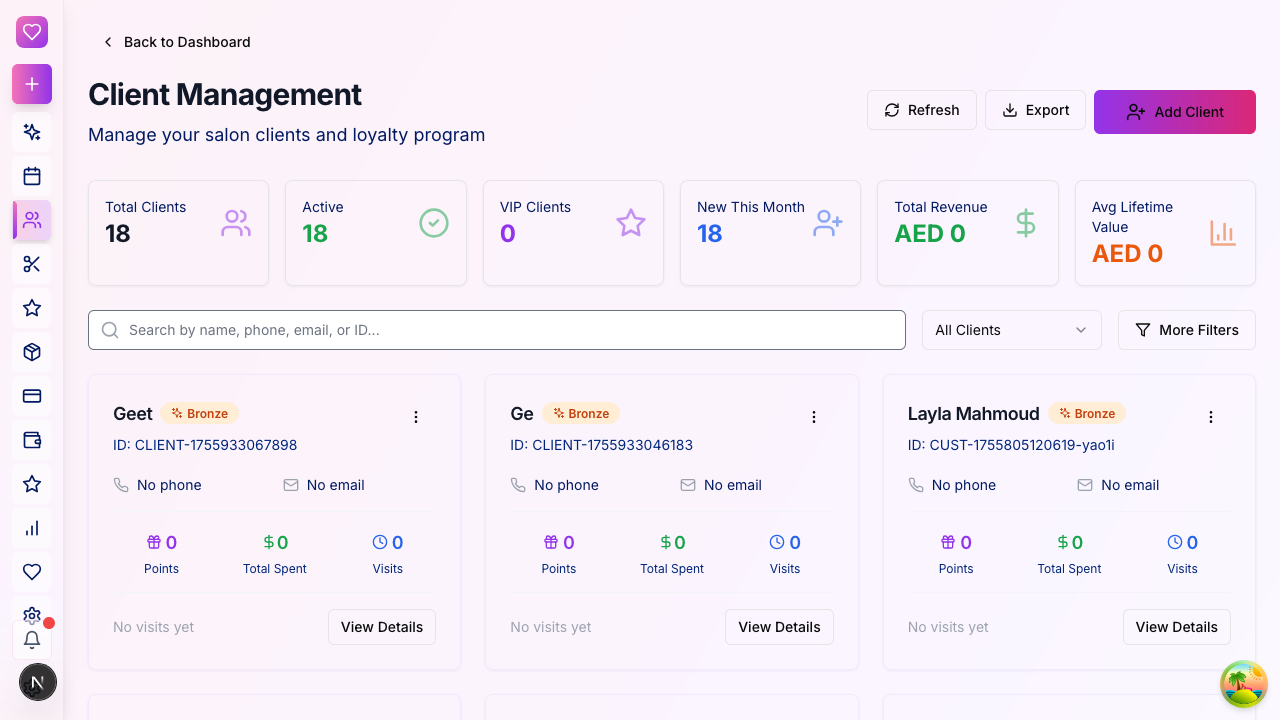 Back to Dashboard
Client Management
Manage your salon clients and loyalty program
Refresh
Export
Add Client
Total Clients
18
Active
18
VIP Clients
0
New This Month
18
Total Revenue
AED 0
Avg Lifetime
Value
AED 0
Search by name, phone, email, or ID...
All Clients
More Filters
Geet Bronze
ID: CLIENT-1755933067898
No phone No email
0 $0 0
Points Total Spent Visits
No visits yet View Details
Ge Bronze
ID: CLIENT-1755933046183
No phone No email
0 $0 0
Points Total Spent Visits
No visits yet View Details
Layla Mahmoud Bronze
ID: CUST-1755805120619-yao1i
No phone No email
0 $0 0
Points Total Spent Visits
No visits yet View Details
N